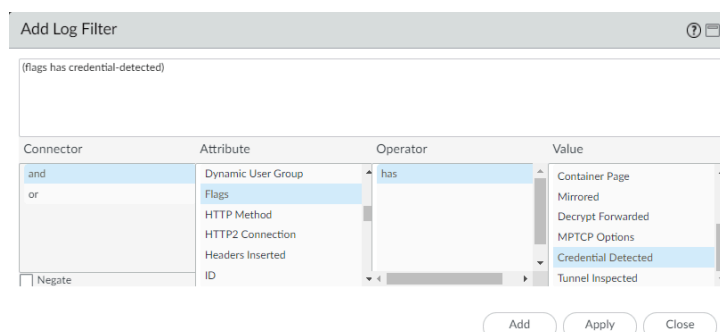 Add Log Filter
(flags has credential-detected)
Connector Attribute Operator Value
and Dynamic User Group has Container Page
or Flags Mirrored
HTTP Method Decrypt Forwarded
HTTP2 Connection MPTCP Options
Headers Inserted Credential Detected
Negate ID Tunnel Inspected
Add Apply Close